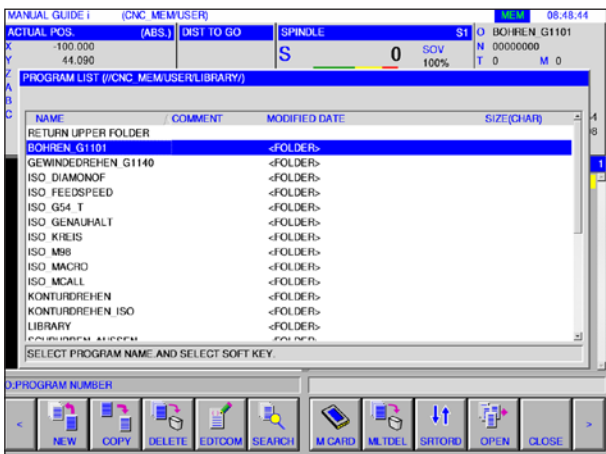 MANUAL GUIDE i (CNC_MEM/USER) MEM 08:48:44
ACTUAL POS. (ABS.) DIST TO GO SPINDLE S1 O BOHREN_G1101
X -100.000 S 0 SOV 100% N 00000000
Y 44.090 T 0 M 0
Z PROGRAM LIST (//CNC_MEM/USER/LIBRARY/)
A
B
C NAME / COMMENT MODIFIED DATE SIZE(CHAR)
RETURN UPPER FOLDER
BOHREN_G1101 <FOLDER>
GEWINDEDREHEN_G1140 <FOLDER>
ISO_DIAMONOF <FOLDER>
ISO_FEEDSPEED <FOLDER>
ISO_G54_T <FOLDER>
ISO_GENAUHALT <FOLDER>
ISO_KREIS <FOLDER>
ISO_M98 <FOLDER>
ISO_MACRO <FOLDER>
ISO_MCALL <FOLDER>
KONTURDREHEN <FOLDER>
KONTURDREHEN_ISO <FOLDER>
LIBRARY <FOLDER>
SELECT PROGRAM NAME.AND SELECT SOFT KEY.
O:PROGRAM NUMBER
< NEW COPY DELETE EDTCOM SEARCH M CARD MLTDEL SRTORD OPEN CLOSE >